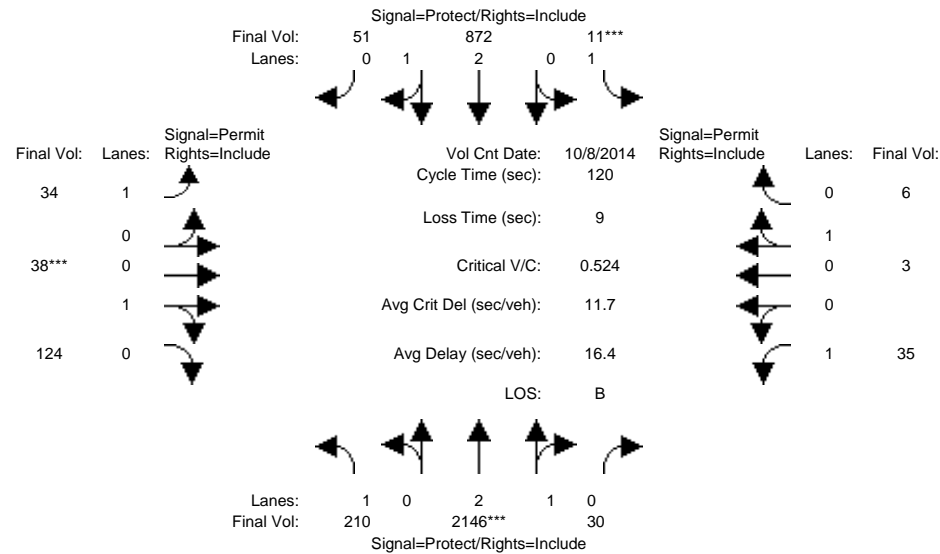 Signal=Protect/Rights=Include
Final Vol: 51 872 11***
Lanes: 0 1 2 0 1
Signal=Permit Signal=Permit
Final Vol: Lanes: Rights=Include Vol Cnt Date: 10/8/2014 Rights=Include Lanes: Final Vol:
Cycle Time (sec): 120
34 1 0 6
Loss Time (sec): 9
0 1
38*** 0 Critical V/C: 0.524 0 3
1 Avg Crit Del (sec/veh): 11.7 0
124 0 Avg Delay (sec/veh): 16.4 1 35
LOS: B
Lanes: 1 0 2 1 0
Final Vol: 210 2146*** 30
Signal=Protect/Rights=Include